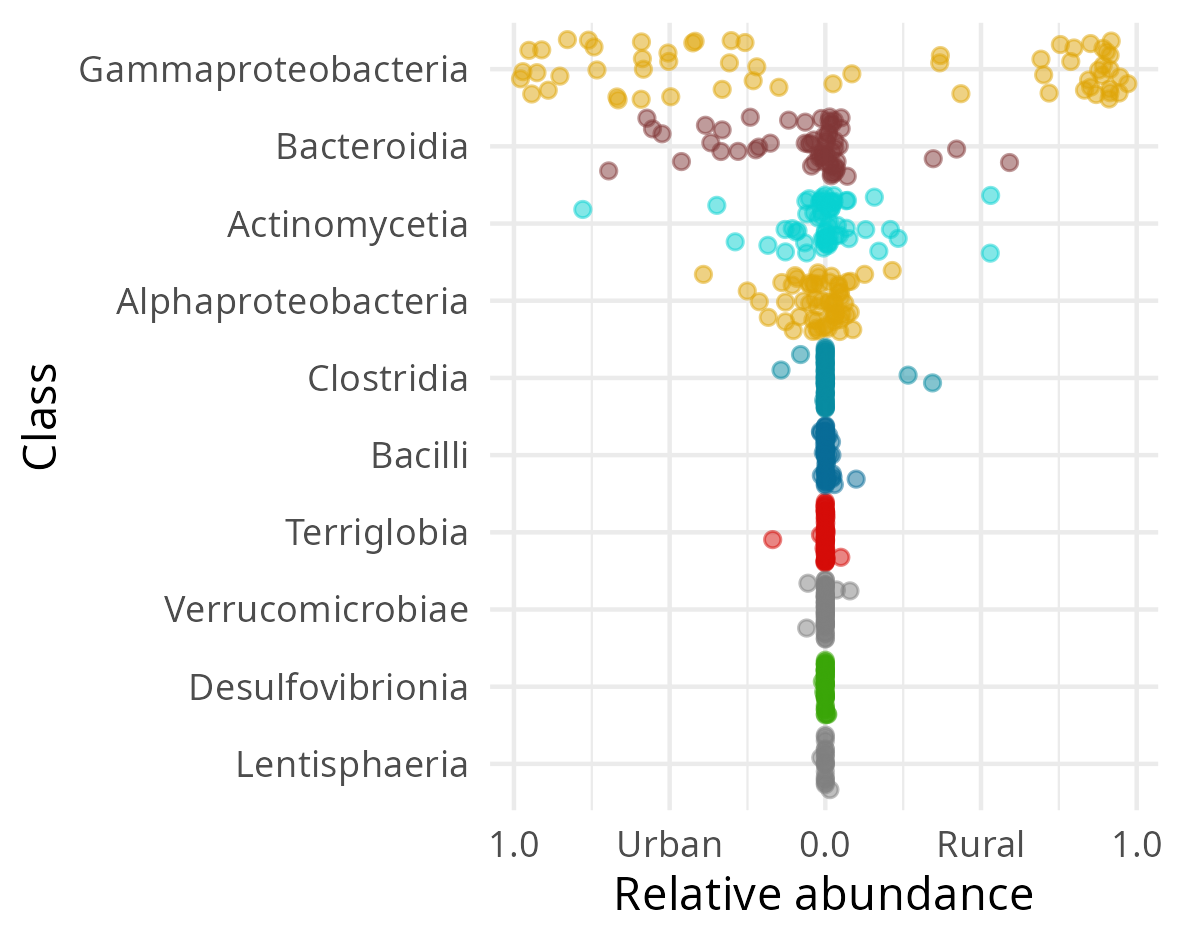 Class
Gammaproteobacteria
Bacteroidia
Actinomycetia
Alphaproteobacteria
Clostridia
Bacilli
Terriglobia
Verrucomicrobiae
Desulfovibrionia
Lentisphaeria
1.0 Urban 0.0 Rural 1.0
Relative abundance